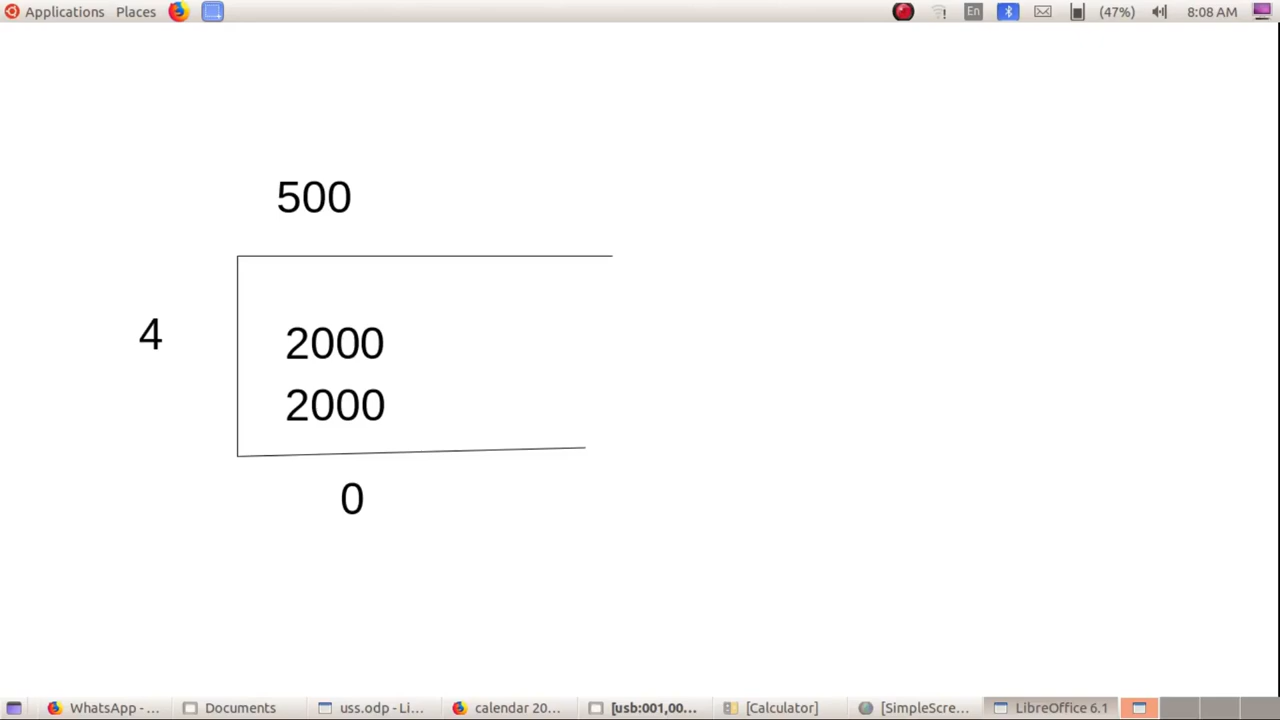 Applications Places En (47%) 8:08 AM
500
4
2000
2000
0
WhatsApp - ... Documents uss.odp - Li... calendar 20... [usb:001,00... [Calculator] [SimpleScre... LibreOffice 6.1